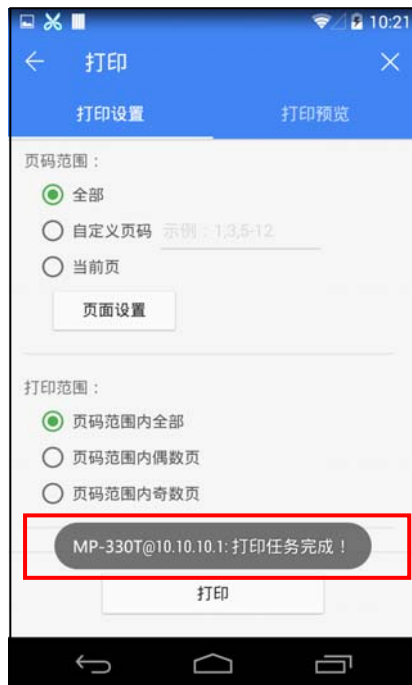 10:21
打印
打印设置 打印预览
页码范围：
全部
自定义页码 示例：1,3,5-12
当前页
页面设置
打印范围：
页码范围内全部
页码范围内偶数页
页码范围内奇数页
MP-330T@10.10.10.1: 打印任务完成！
打印